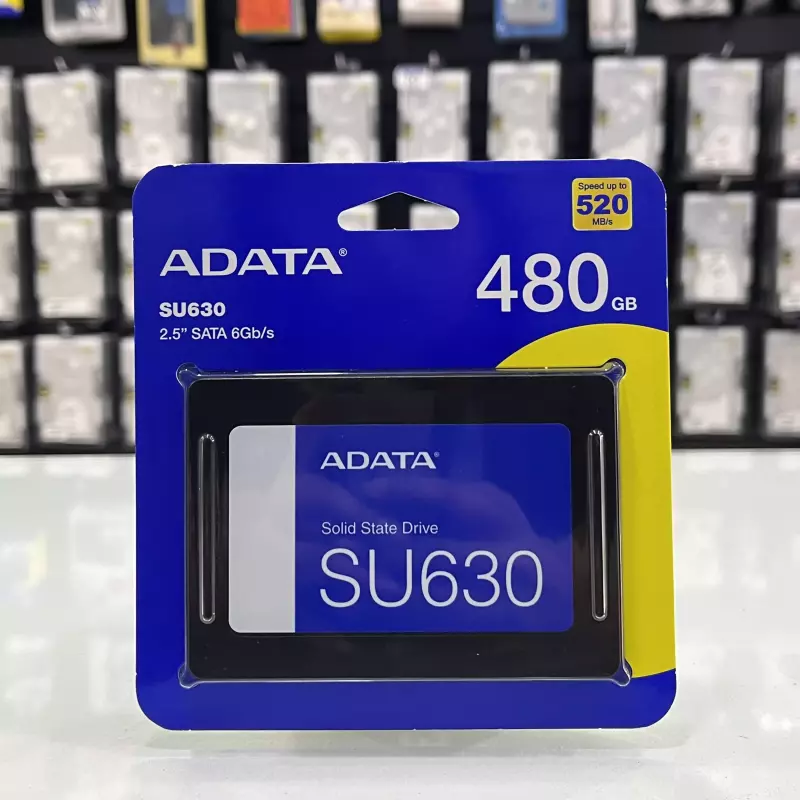 Speed up to
520
MB/s
ADATA®
480 GB
SU630
2.5” SATA 6Gb/s
ADATA®
Solid State Drive
SU630